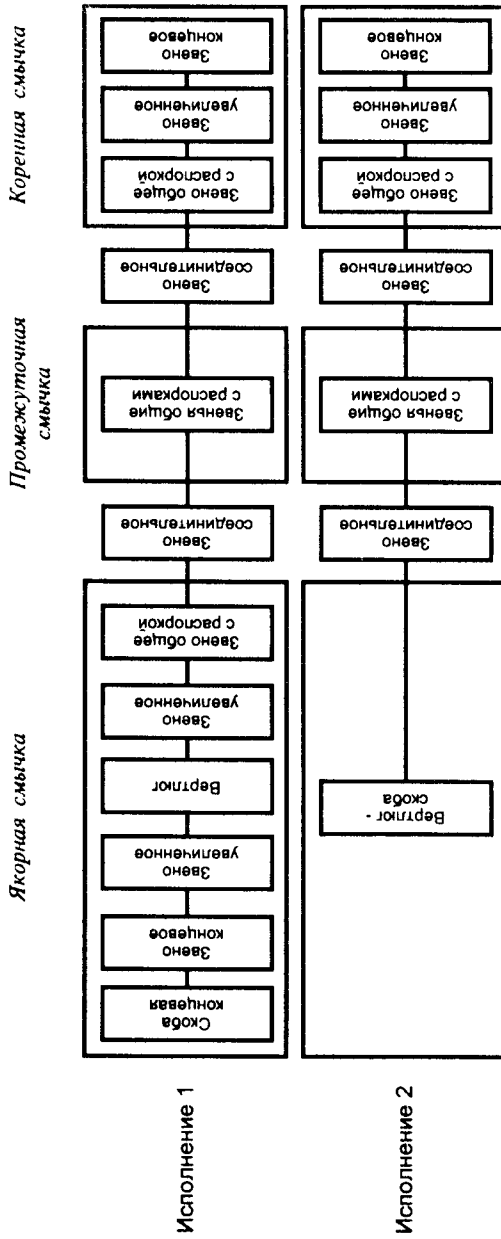 Якорная смычка
Промежуточная
смычка
Коренная смычка
Исполнение 1
Скоба
концевая
Звено
концевое
Звено
увеличенное
Вертлюг
Звено
увеличенное
Звено общее
с распоркой
Звено
соединительное
Звенья общие
с распорками
Звено
соединительное
Звено общее
с распоркой
Звено
увеличенное
Звено
концевое
Исполнение 2
Вертлюг -
скоба
Звено
соединительное
Звенья общие
с распорками
Звено
соединительное
Звено общее
с распоркой
Звено
увеличенное
Звено
концевое